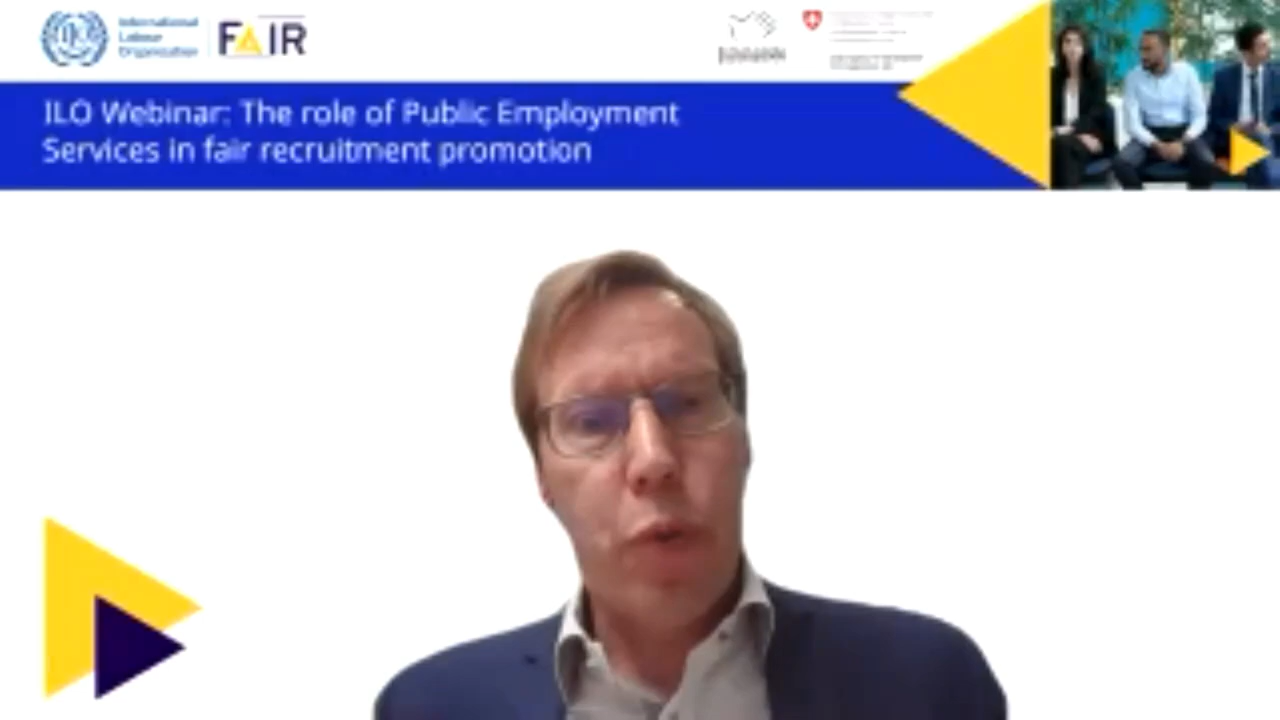 International
Labour
Organization
FAIR
ILO Webinar: The role of Public Employment
Services in fair recruitment promotion